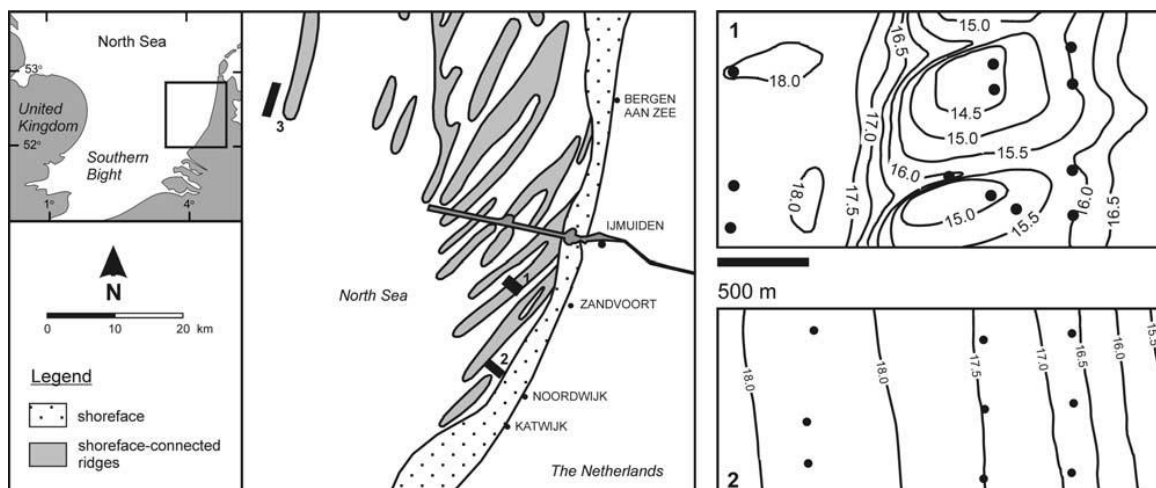 North Sea
53°
United
Kingdom
52°
Southern
Bight
1°
4°
N
0
10
20
km
Legend
shoreface
shoreface-connected
ridges
3
BERGEN
AAN ZEE
IJMUIDEN
North Sea
1
ZANDVOORT
2
NOORDWIJK
KATWIJK
The Netherlands
1
16.5
15.0
18.0
14.5
17.0
15.0
15.5
16.0
18.0
17.5
15.0
15.5
16.0
16.5
500 m
18.0
18.0
17.5
17.0
16.5
16.0
15.5
2